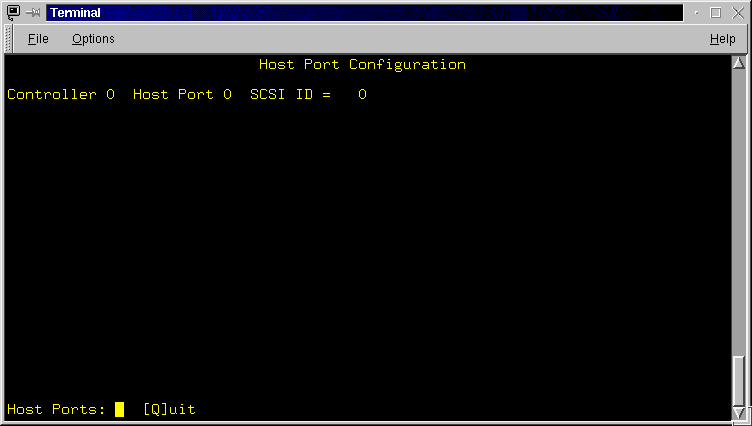 Terminal
File Options Help
Host Port Configuration
Controller 0 Host Port 0 SCSI ID = 0
Host Ports: [Q]uit